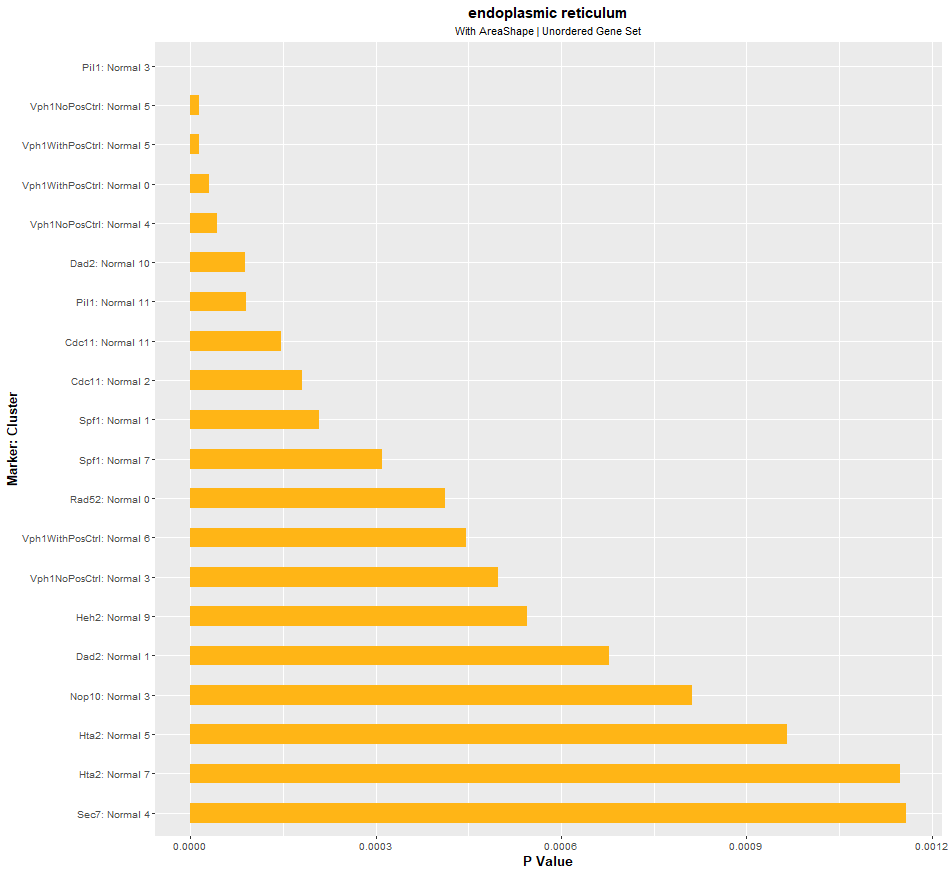 endoplasmic reticulum
With AreaShape | Unordered Gene Set
Marker: Cluster
Pil1: Normal 3
Vph1NoPosCtrl: Normal 5
Vph1WithPosCtrl: Normal 5
Vph1WithPosCtrl: Normal 0
Vph1NoPosCtrl: Normal 4
Dad2: Normal 10
Pil1: Normal 11
Cdc11: Normal 11
Cdc11: Normal 2
Spf1: Normal 1
Spf1: Normal 7
Rad52: Normal 0
Vph1WithPosCtrl: Normal 6
Vph1NoPosCtrl: Normal 3
Heh2: Normal 9
Dad2: Normal 1
Nop10: Normal 3
Hta2: Normal 5
Hta2: Normal 7
Sec7: Normal 4
0.0000 0.0003 0.0006 0.0009 0.0012
P Value